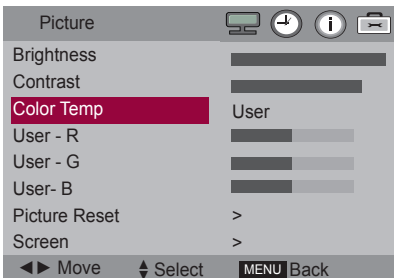 Picture
Brightness
Contrast
Color Temp User
User - R
User - G
User- B
Picture Reset >
Screen >
◄► Move ▲▼ Select MENU Back